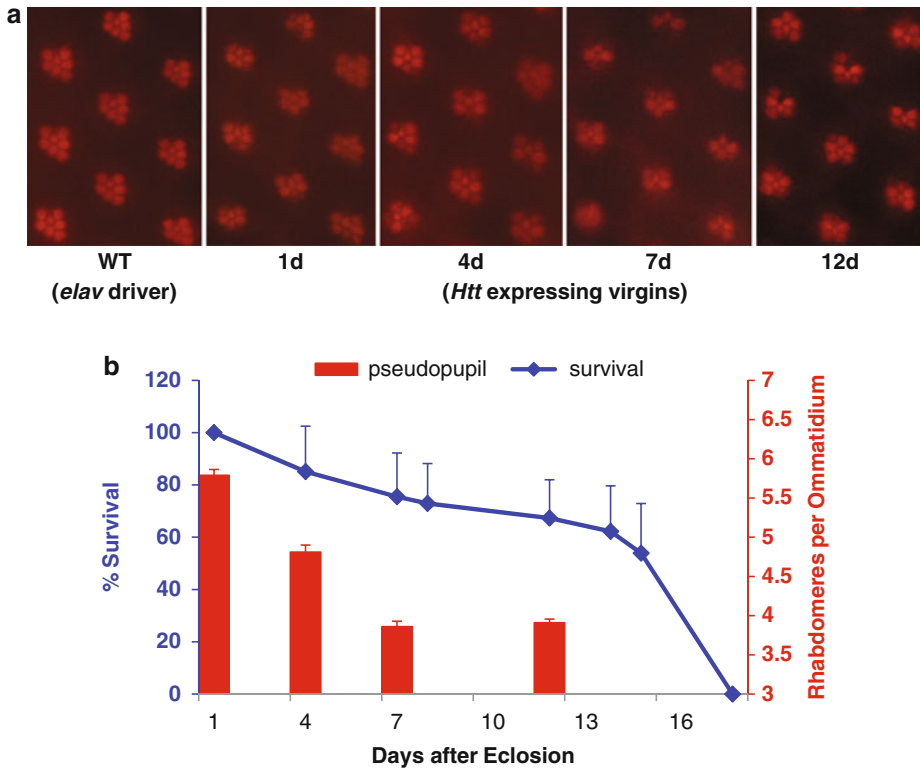 a
WT 1d 4d 7d 12d
(elav driver) (Htt expressing virgins)
b
pseudopupil survival
120 7
100 6.5
80 6
60 5.5
40 5
20 4.5
0 4
3.5
3
% Survival
Rhabdomeres per Ommatidium
1 4 7 10 13 16
Days after Eclosion